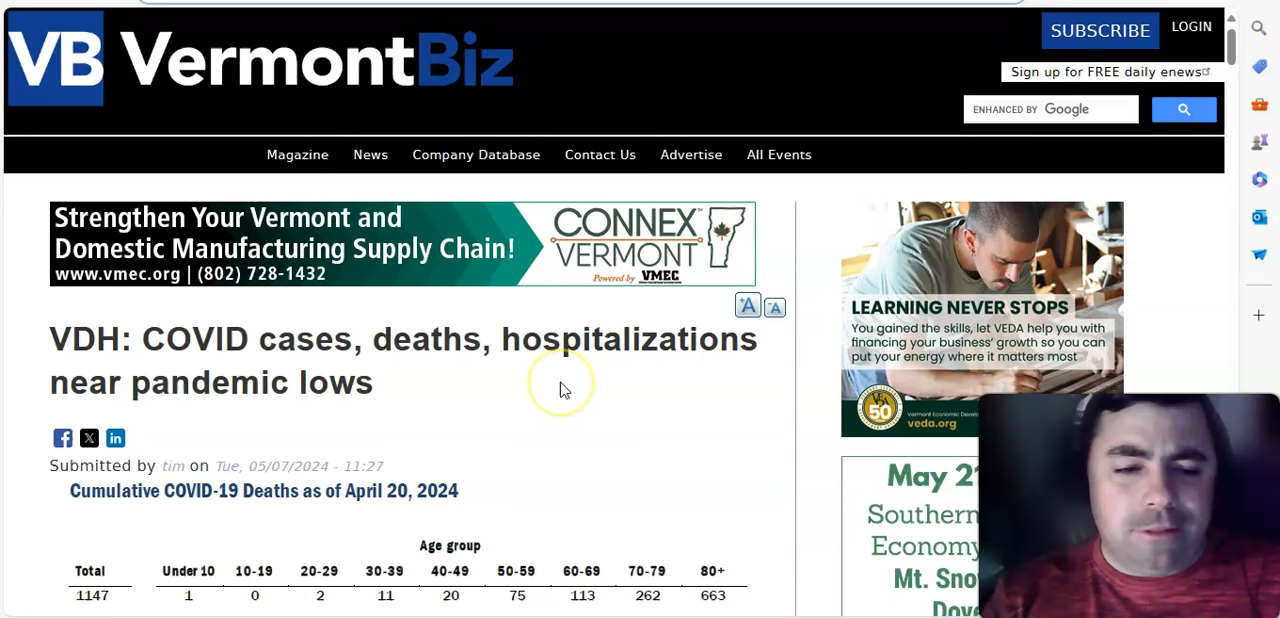 VB VermontBiz
SUBSCRIBE
LOGIN
Sign up for FREE daily enews
ENHANCED BY Google
Magazine News Company Database Contact Us Advertise All Events
Strengthen Your Vermont and
Domestic Manufacturing Supply Chain!
www.vmec.org | (802) 728-1432
CONNEX
VERMONT
Powered by VMEC
+A -A
LEARNING NEVER STOPS
You gained the skills, let VEDA help you with
financing your business' growth so you can
put your energy where it matters most
50
veda.org
VDH: COVID cases, deaths, hospitalizations
near pandemic lows
Submitted by tim on Tue, 05/07/2024 - 11:27
Cumulative COVID-19 Deaths as of April 20, 2024
Age group
Total Under 10 10-19 20-29 30-39 40-49 50-59 60-69 70-79 80+
1147 1 0 2 11 20 75 113 262 663
May 2
Southern
Economy
Mt. Sno
Dove